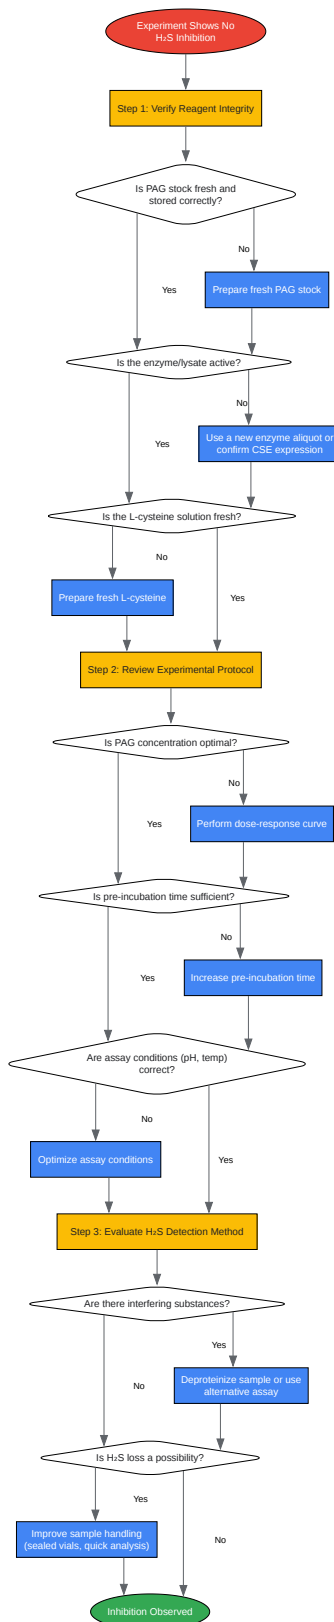 Experiment Shows No
H₂S Inhibition
Step 1: Verify Reagent Integrity
Is PAG stock fresh and
stored correctly?
No
Yes
Prepare fresh PAG stock
Is the enzyme/lysate active?
No
Yes
Use a new enzyme aliquot or
confirm CSE expression
Is the L-cysteine solution fresh?
No
Prepare fresh L-cysteine
Yes
Step 2: Review Experimental Protocol
Is PAG concentration optimal?
No
Yes
Perform dose-response curve
Is pre-incubation time sufficient?
No
Yes
Increase pre-incubation time
Are assay conditions (pH, temp)
correct?
No
Optimize assay conditions
Yes
Step 3: Evaluate H₂S Detection Method
Are there interfering substances?
Yes
No
Deproteinize sample or use
alternative assay
Is H₂S loss a possibility?
Yes
Improve sample handling
(sealed vials, quick analysis)
No
Inhibition Observed